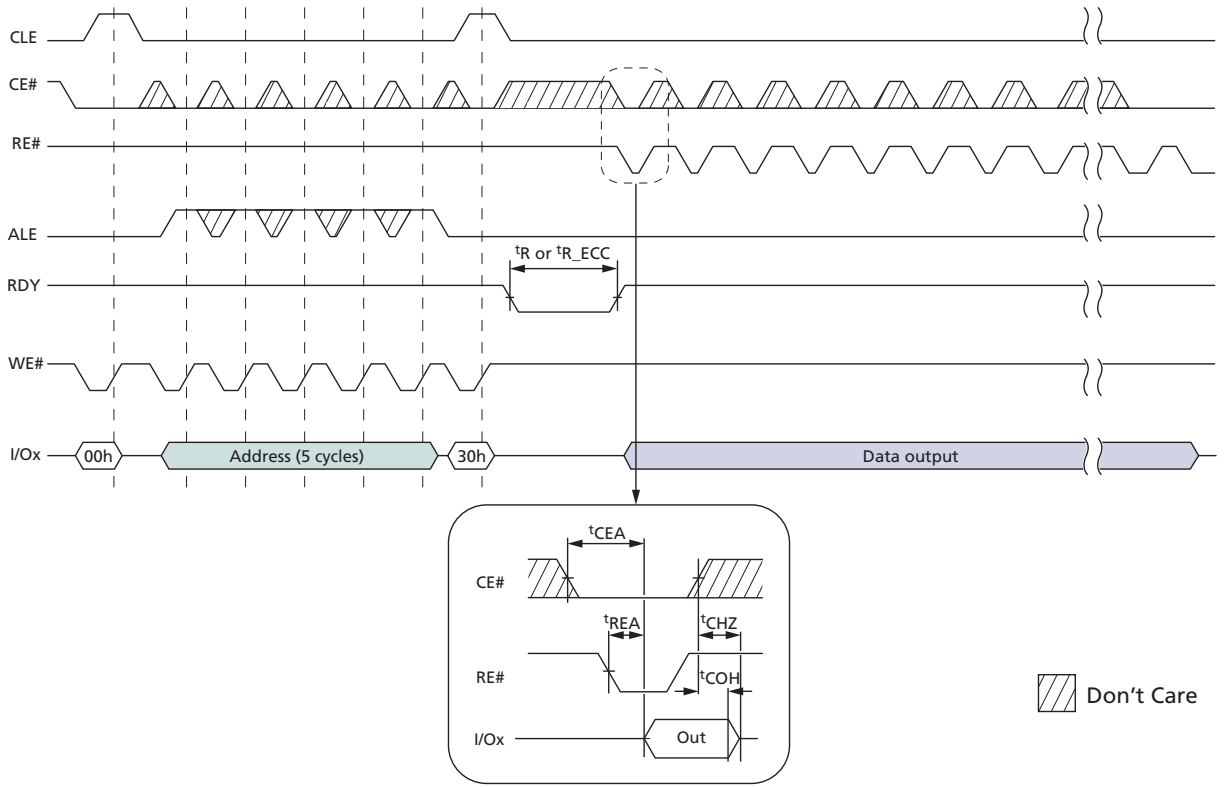 CLE
CE#
RE#
ALE
tR or tR_ECC
RDY
WE#
I/Ox
00h
Address (5 cycles)
30h
Data output
tCEA
CE#
tREA
tCHZ
RE#
tCOH
I/Ox
Out
Don't Care